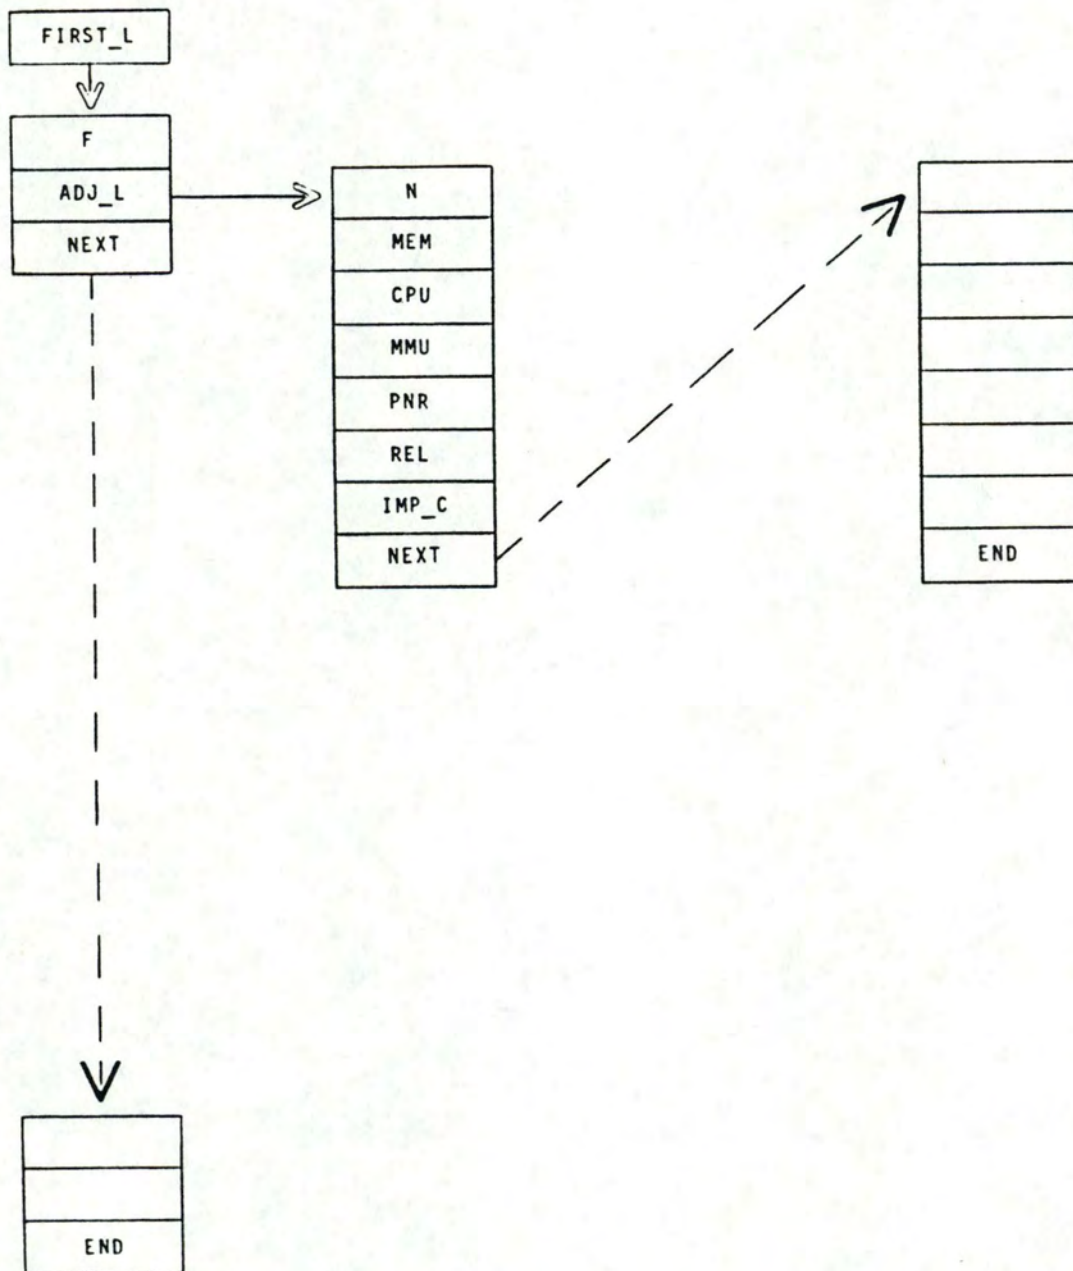 FIRST_L
F
ADJ_L
NEXT
N
MEM
CPU
MMU
PNR
REL
IMP_C
NEXT
END
END